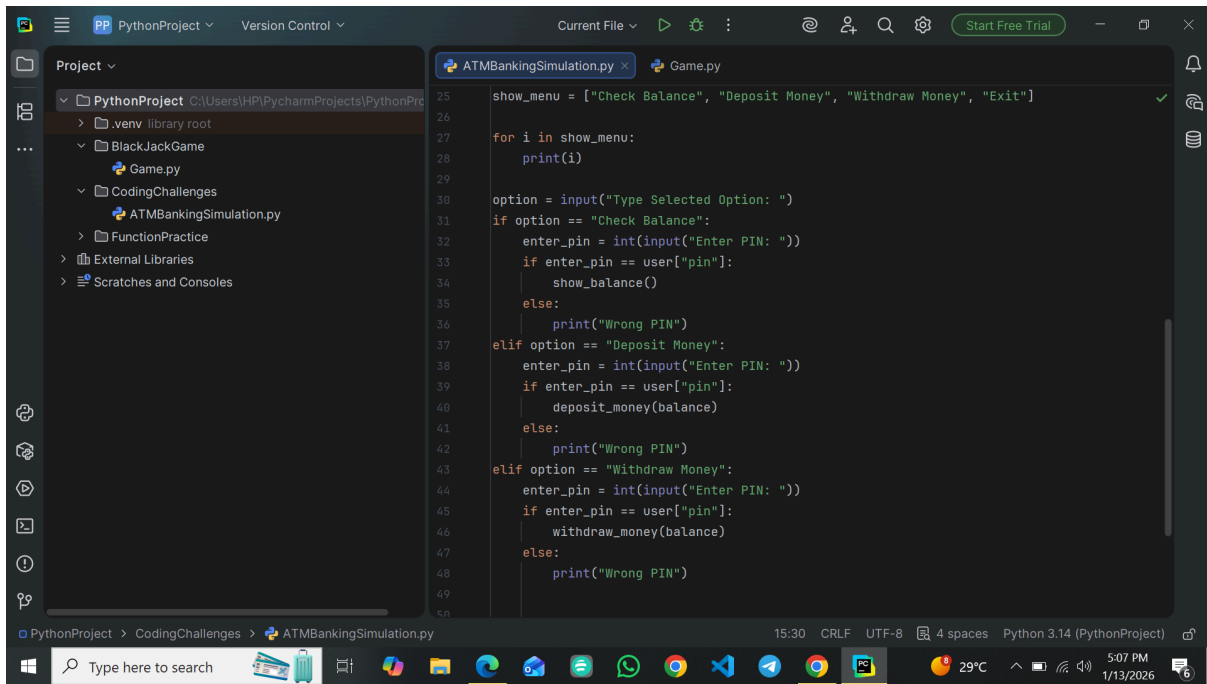 PP PythonProject Version Control Current File Start Free Trial
Project
ATMBankingSimulation.py Game.py
PythonProject C:\Users\HP\PycharmProjects\PythonPro
.venv library root
BlackJackGame
Game.py
CodingChallenges
ATMBankingSimulation.py
FunctionPractice
External Libraries
Scratches and Consoles
25 show_menu = ["Check Balance", "Deposit Money", "Withdraw Money", "Exit"]
26
27 for i in show_menu:
28     print(i)
29
30 option = input("Type Selected Option: ")
31 if option == "Check Balance":
32     enter_pin = int(input("Enter PIN: "))
33     if enter_pin == user["pin"]:
34         show_balance()
35     else:
36         print("Wrong PIN")
37 elif option == "Deposit Money":
38     enter_pin = int(input("Enter PIN: "))
39     if enter_pin == user["pin"]:
40         deposit_money(balance)
41     else:
42         print("Wrong PIN")
43 elif option == "Withdraw Money":
44     enter_pin = int(input("Enter PIN: "))
45     if enter_pin == user["pin"]:
46         withdraw_money(balance)
47     else:
48         print("Wrong PIN")
49
50
PythonProject > CodingChallenges > ATMBankingSimulation.py 15:30 CRLF UTF-8 4 spaces Python 3.14 (PythonProject)
Type here to search 8 29°C 5:07 PM
1/13/2026 6